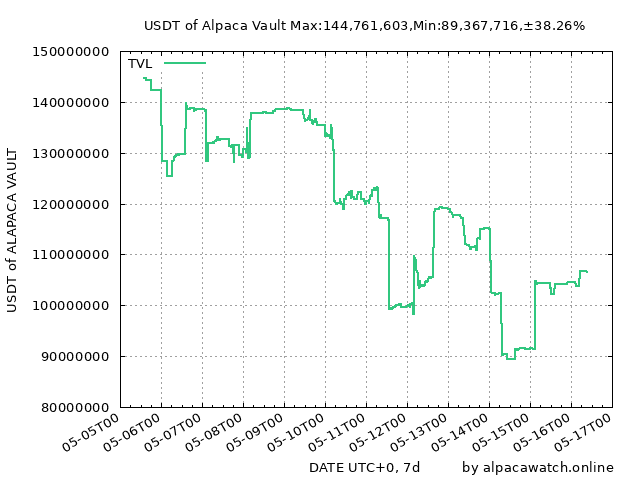 USDT of Alpaca Vault Max:144,761,603,Min:89,367,716,±38.26%
TVL
150000000
140000000
130000000
120000000
110000000
100000000
90000000
80000000
USDT of ALAPACA VAULT
05-05T00
05-06T00
05-07T00
05-08T00
05-09T00
05-10T00
05-11T00
05-12T00
05-13T00
05-14T00
05-15T00
05-16T00
05-17T00
DATE UTC+0, 7d
by alpacawatch.online